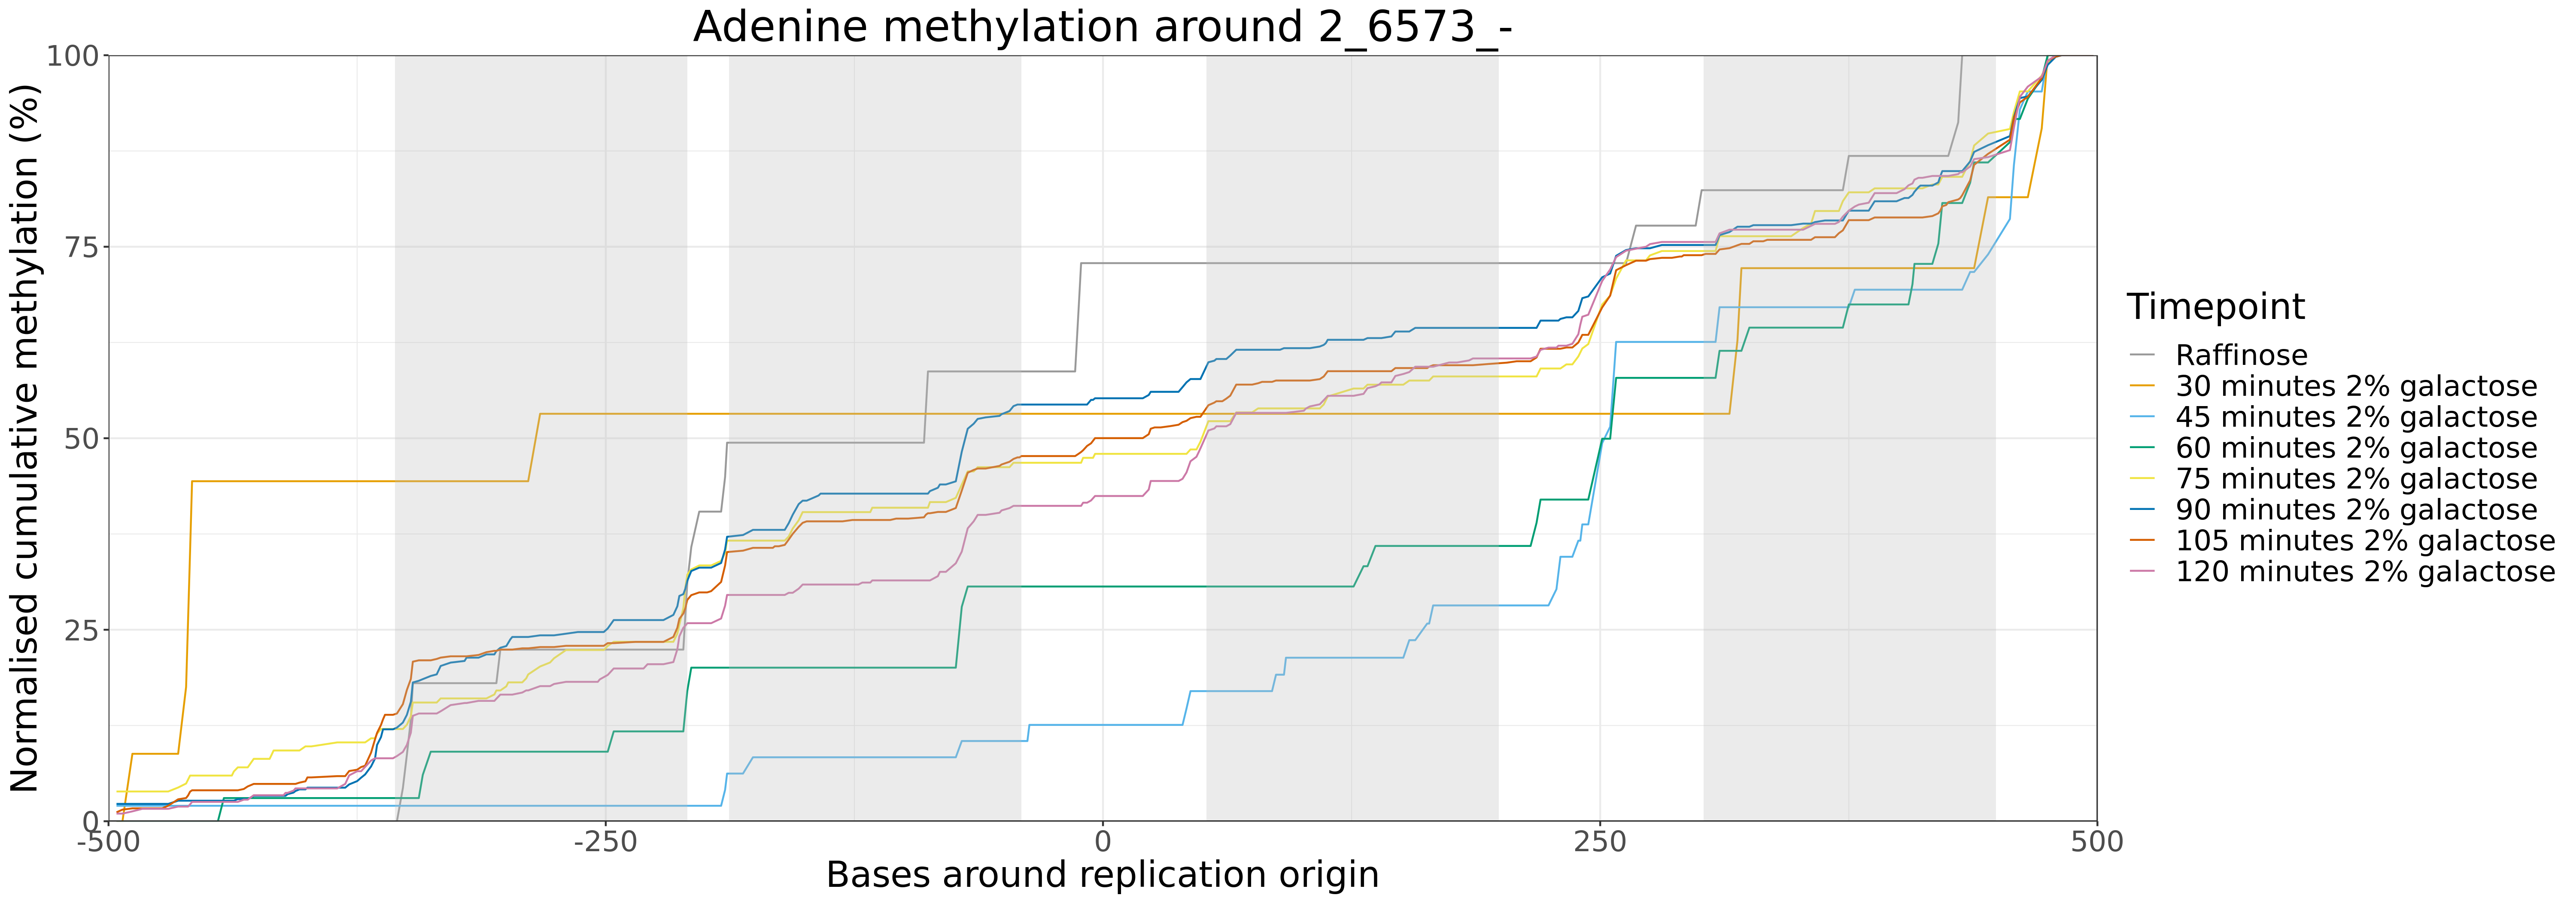 Adenine methylation around 2_6573_-
Normalised cumulative methylation (%)
100
75
50
25
0
-500
-250
0
250
500
Bases around replication origin
Timepoint
Raffinose
30 minutes 2% galactose
45 minutes 2% galactose
60 minutes 2% galactose
75 minutes 2% galactose
90 minutes 2% galactose
105 minutes 2% galactose
120 minutes 2% galactose